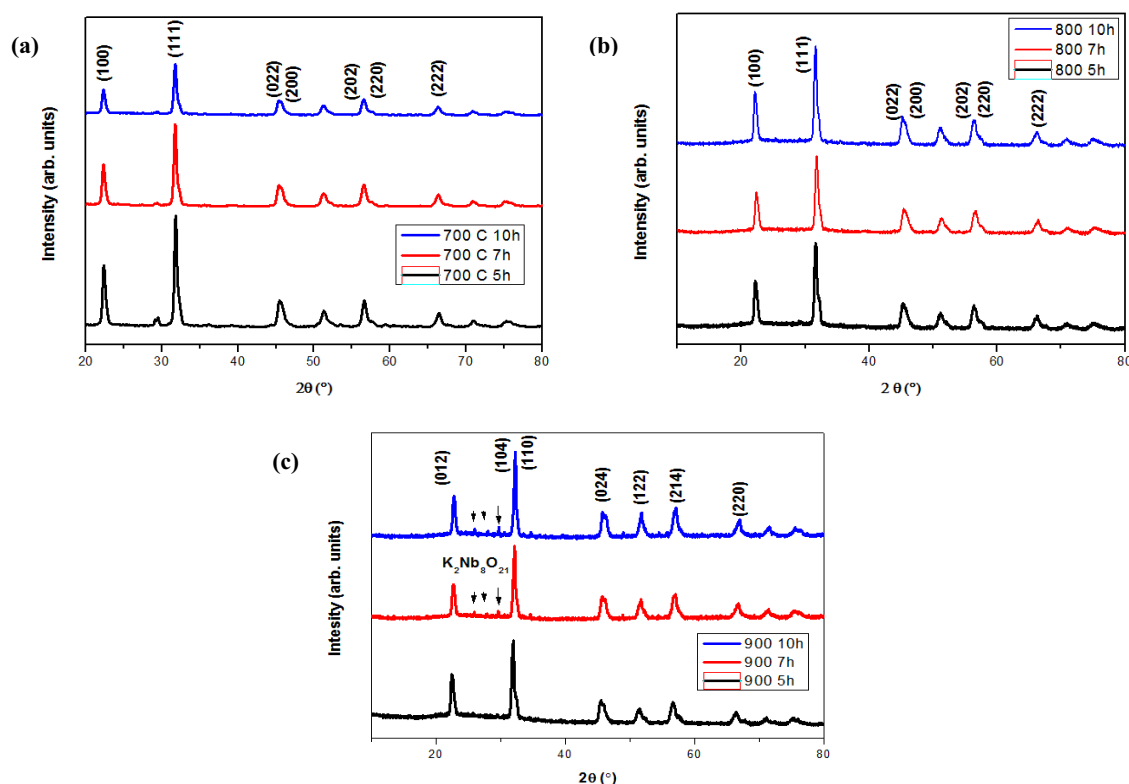 (a)
(100)
(111)
(022)
(200)
(202)
(220)
(222)
Intensity (arb. units)
700 C 10h
700 C 7h
700 C 5h
20 30 40 50 60 70 80
2θ (°)
(b)
(100)
(111)
(022)
(200)
(202)
(220)
(222)
Intensity (arb. units)
800 10h
800 7h
800 5h
20 40 60 80
2 θ (°)
(c)
(012)
(104)
(110)
(024)
(122)
(214)
(220)
K₂Nb₈O₂₁
Intesity (arb. units)
900 10h
900 7h
900 5h
20 40 60 80
2θ (°)